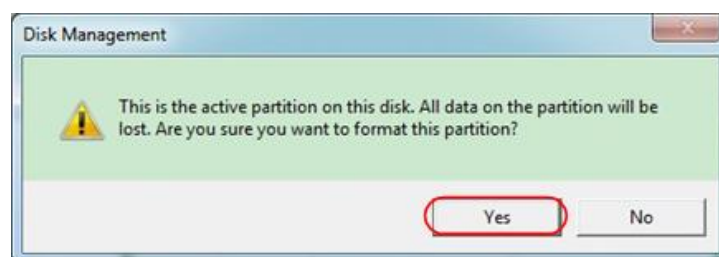 Disk Management
This is the active partition on this disk. All data on the partition will be
lost. Are you sure you want to format this partition?
Yes
No